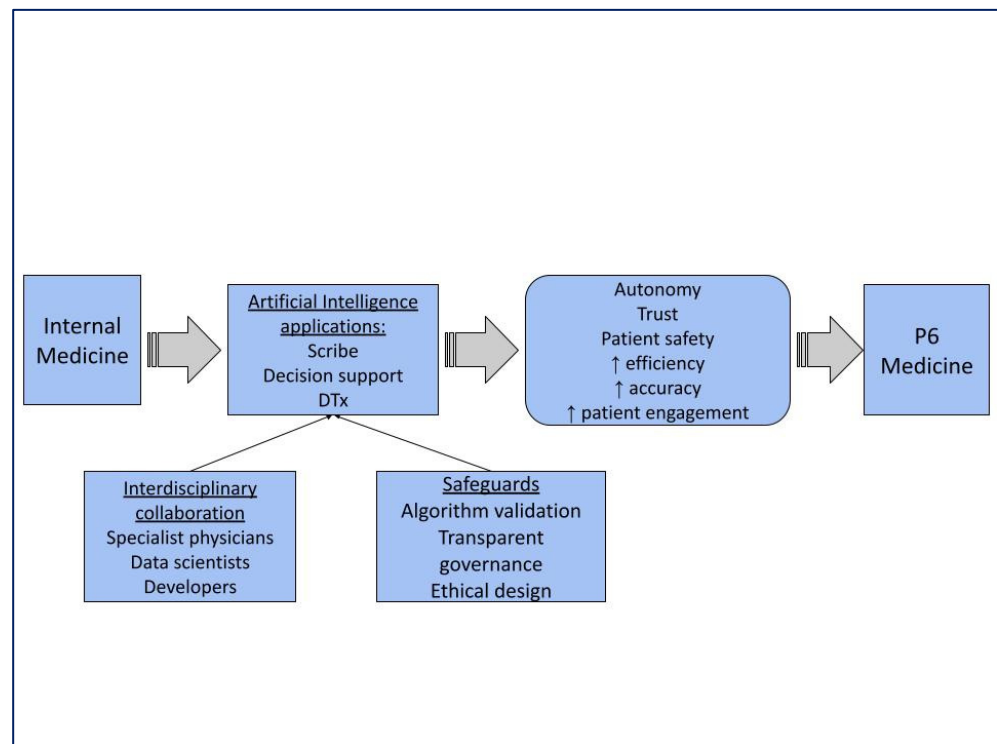 Internal
Medicine
Artificial Intelligence
applications:
Scribe
Decision support
DTx
Autonomy
Trust
Patient safety
↑ efficiency
↑ accuracy
↑ patient engagement
P6
Medicine
Interdisciplinary
collaboration
Specialist physicians
Data scientists
Developers
Safeguards
Algorithm validation
Transparent
governance
Ethical design